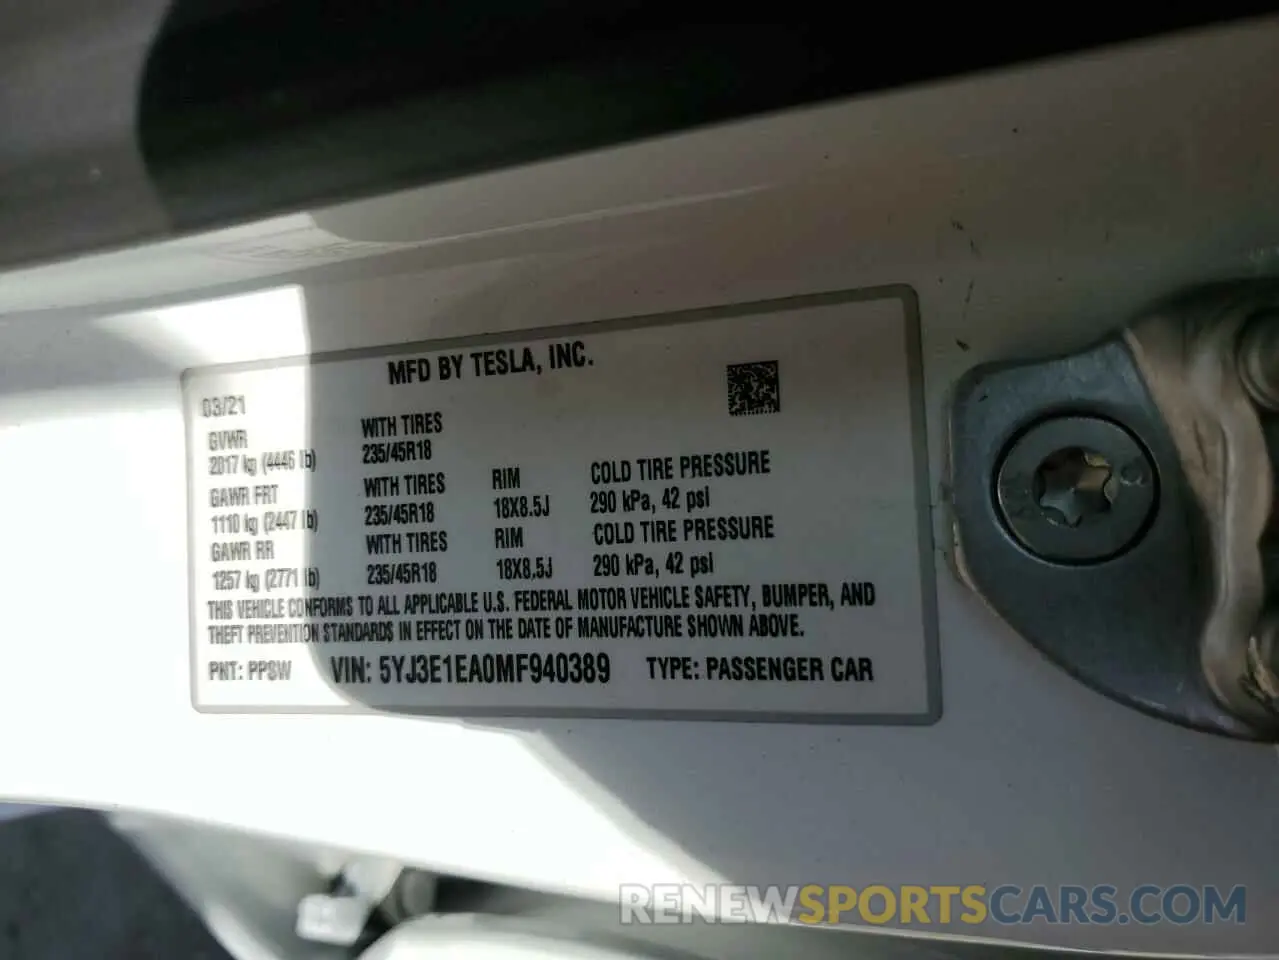 MFD BY TESLA, INC.
03/21
GVWR
2017 kg (4446 lb)
WITH TIRES
235/45R18
GAWR FRT
1110 kg (2447 lb)
WITH TIRES
235/45R18
RIM
18X8.5J
COLD TIRE PRESSURE
290 kPa, 42 psi
GAWR RR
1257 kg (2771 lb)
WITH TIRES
235/45R18
RIM
18X8.5J
COLD TIRE PRESSURE
290 kPa, 42 psi
THIS VEHICLE CONFORMS TO ALL APPLICABLE U.S. FEDERAL MOTOR VEHICLE SAFETY, BUMPER, AND
THEFT PREVENTION STANDARDS IN EFFECT ON THE DATE OF MANUFACTURE SHOWN ABOVE.
PNT: PPSW VIN: 5YJ3E1EA0MF940389 TYPE: PASSENGER CAR
RENEWSPORTSCARS.COM